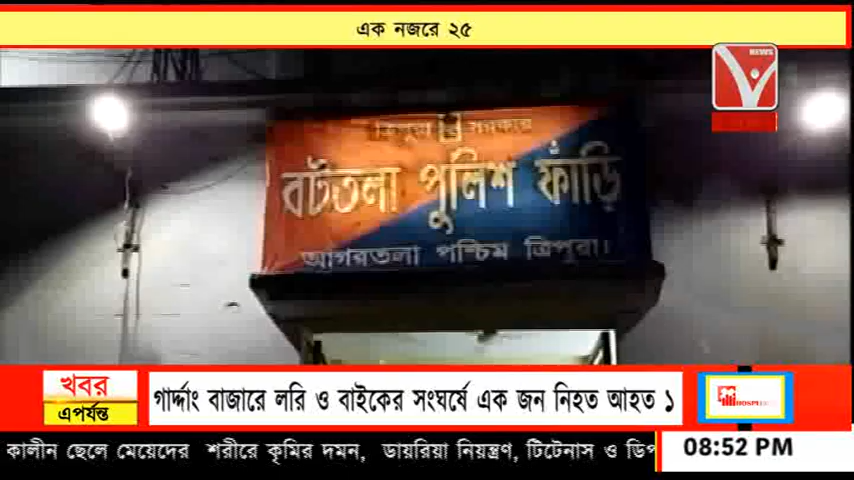 এক নজরে ২৫
NEWS
ত্রিপুরা সরকার
বটতলা পুলিশ ফাঁড়ি
আগরতলা পশ্চিম ত্রিপুরা।
খবর
এপর্যন্ত
গার্দ্দাং বাজারে লরি ও বাইকের সংঘর্ষে এক জন নিহত আহত ১
কালীন ছেলে মেয়েদের শরীরে কৃমির দমন, ডায়রিয়া নিয়ন্ত্রণ, টিটেনাস ও ডিপ
08:52 PM